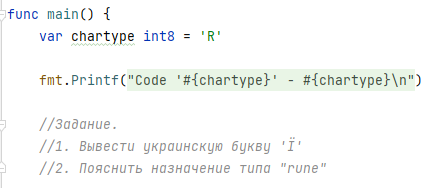 func main() {
var chartype int8 = 'R'
fmt.Printf("Code '#{chartype}' - #{chartype}\n")
//Задание.
//1. Вывести украинскую букву 'Ї'
//2. Пояснить назначение типа "rune"